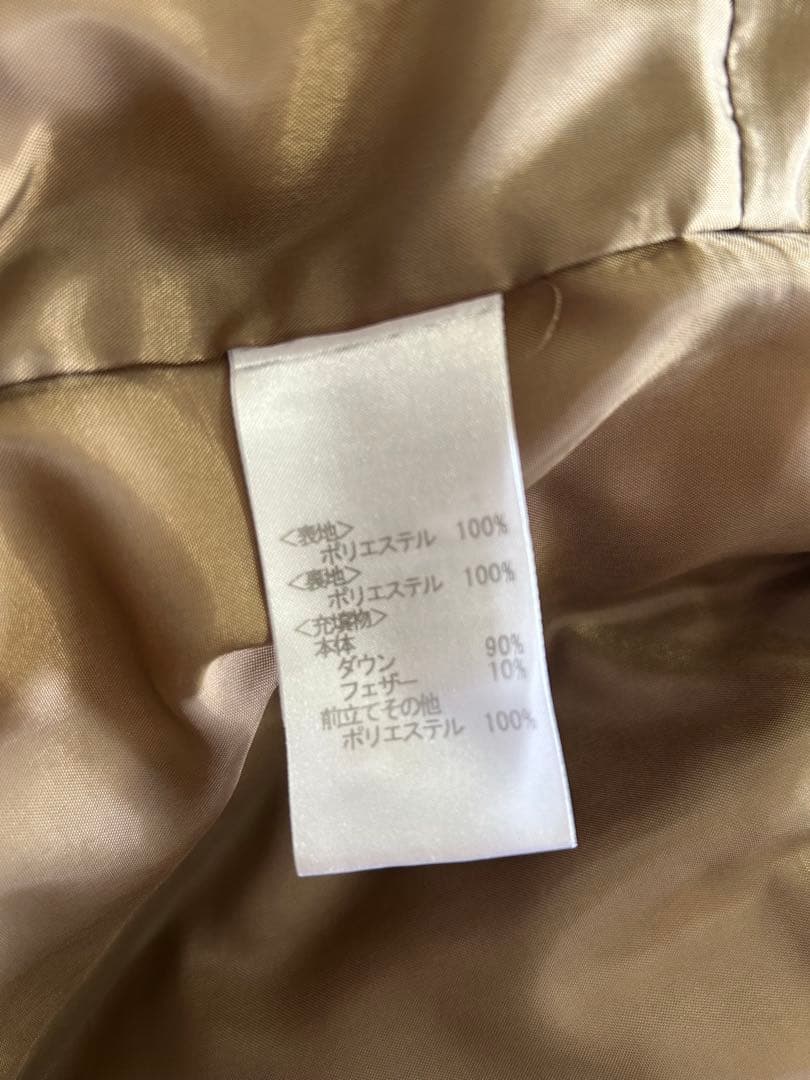 <表地>
ポリエステル 100%
<裏地>
ポリエステル 100%
<充填物>
本体
ダウン 90%
フェザー 10%
前立てその他
ポリエステル 100%